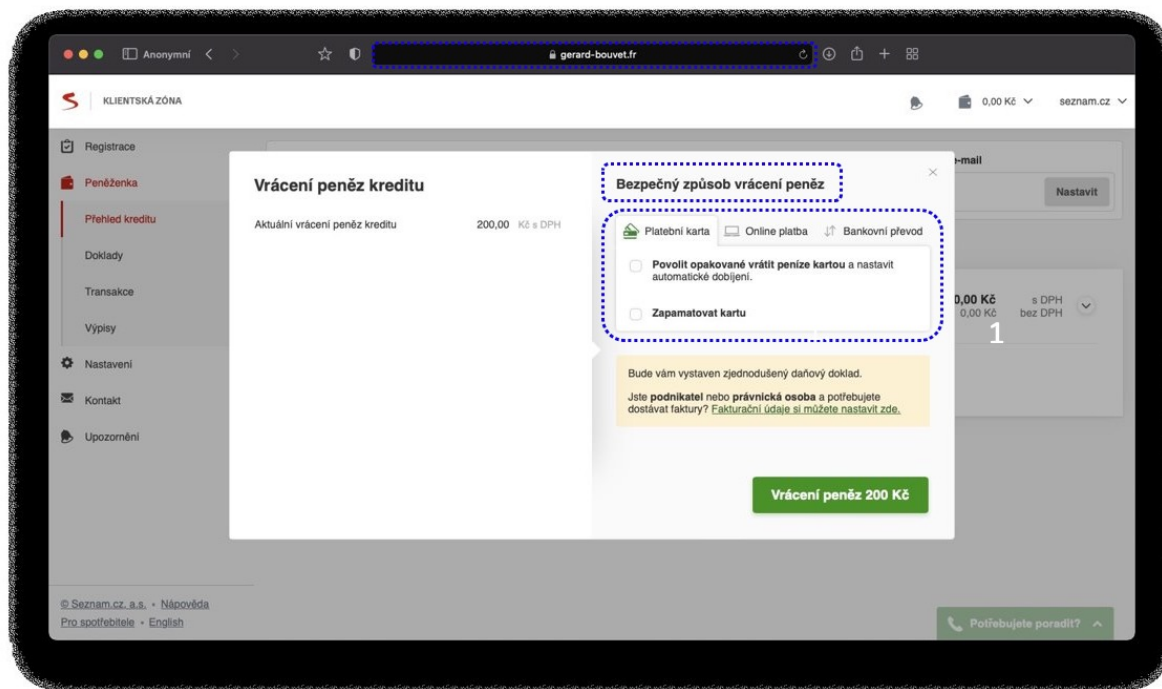 Anonymní
gerard-bouvet.fr
KLIENTSKÁ ZÓNA
0,00 Kč
seznam.cz
Registrace
Peněženka
Přehled kreditu
Doklady
Transakce
Výpisy
Nastavení
Kontakt
Upozornění
Vrácení peněz kreditu
Aktuální vrácení peněz kreditu 200,00 Kč s DPH
Bezpečný způsob vrácení peněz
Platební karta Online platba Bankovní převod
Povolit opakované vrátit peníze kartou a nastavit
automatické dobíjení.
Zapamatovat kartu
Bude vám vystaven zjednodušený daňový doklad.
Jste podnikatel nebo právnická osoba a potřebujete
dostávat faktury? Fakturační údaje si můžete nastavit zde.
Vrácení peněz 200 Kč
e-mail
Nastavit
0,00 Kč s DPH
0,00 Kč bez DPH
1
© Seznam.cz, a.s. • Nápověda
Pro spotřebitele • English
Potřebujete poradit?